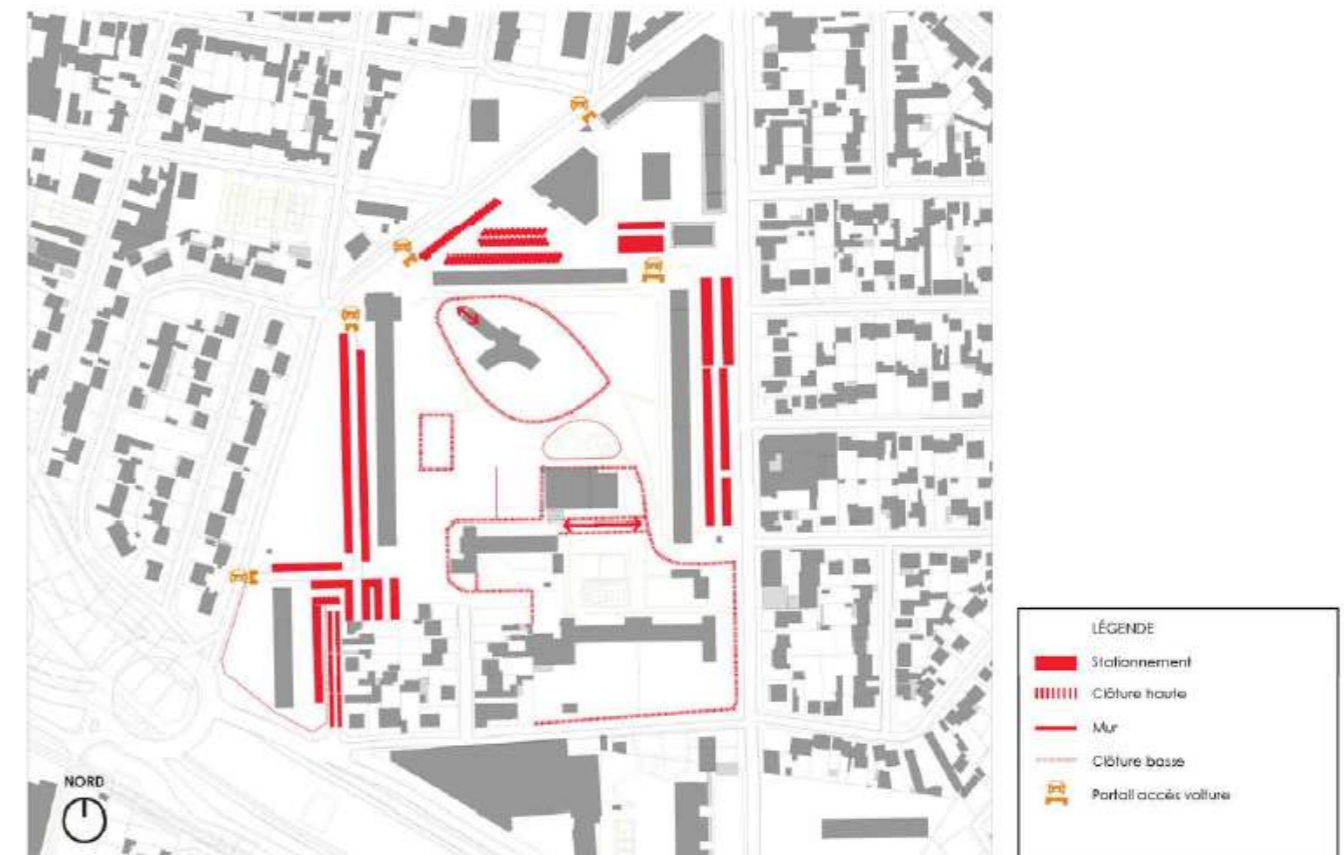 NORD
LÉGENDE
Stationnement
Clôture haute
Mur
Clôture basse
Portail accès voiture